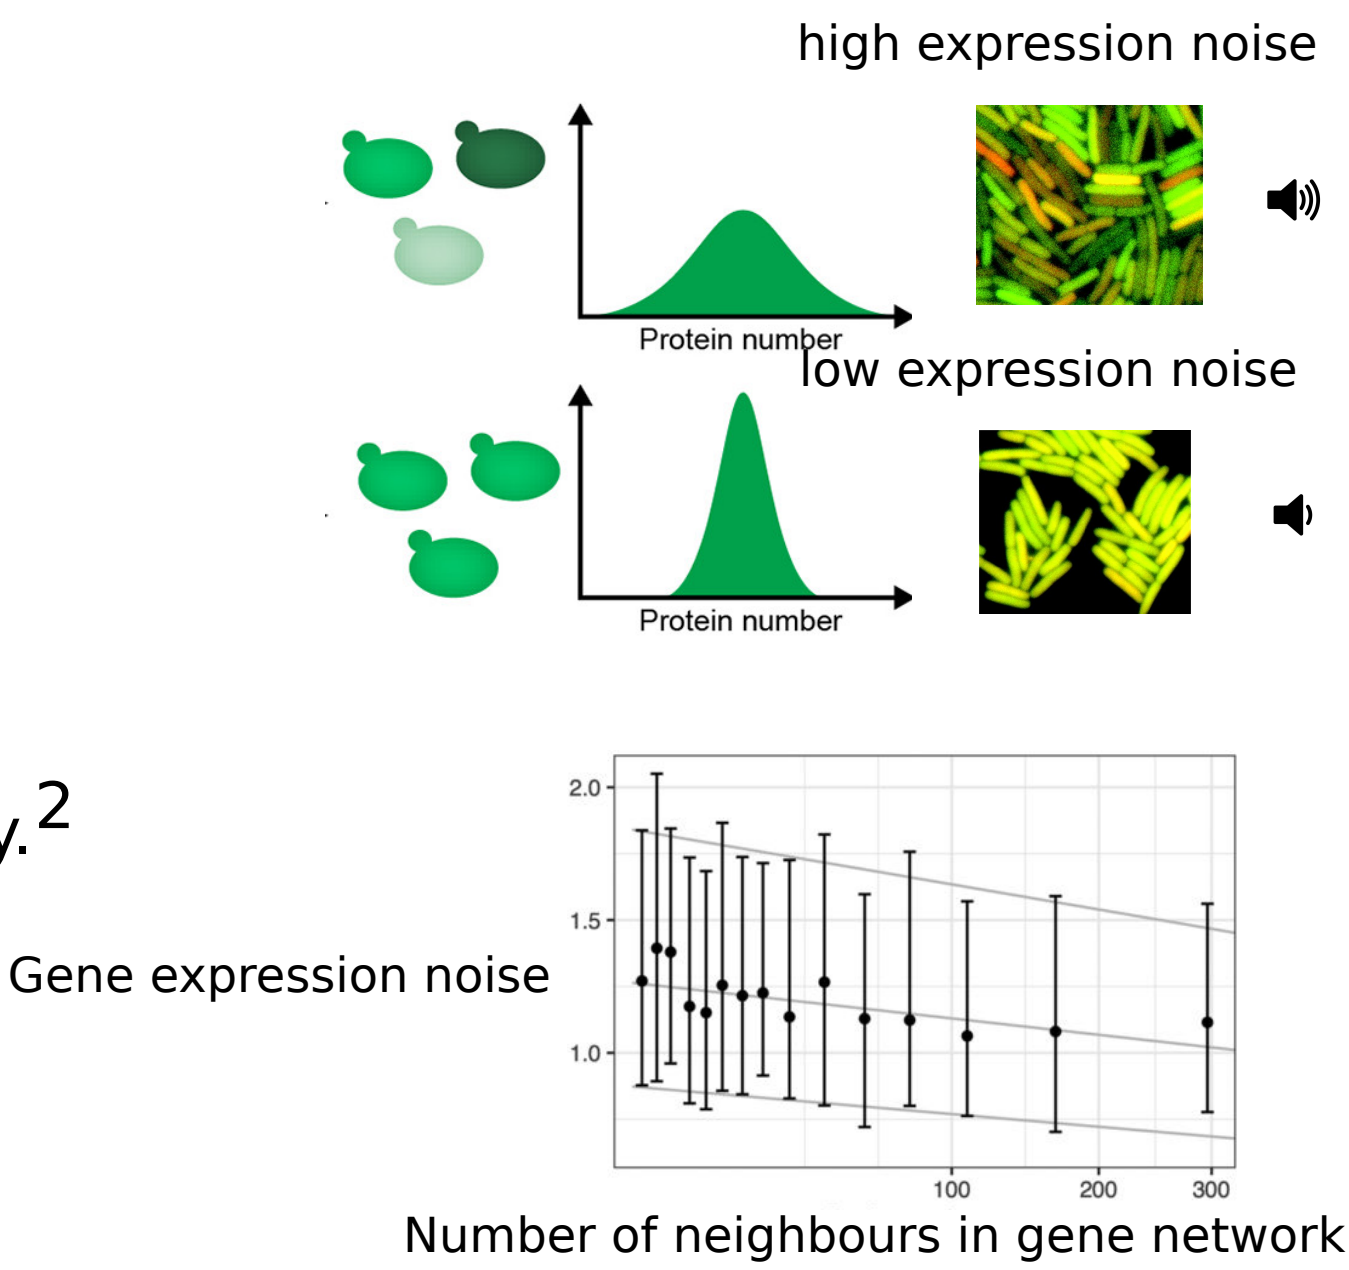 high expression noise
Protein number
low expression noise
Protein number
y.2
2.0
1.5
Gene expression noise
1.0
100 200 300
Number of neighbours in gene network